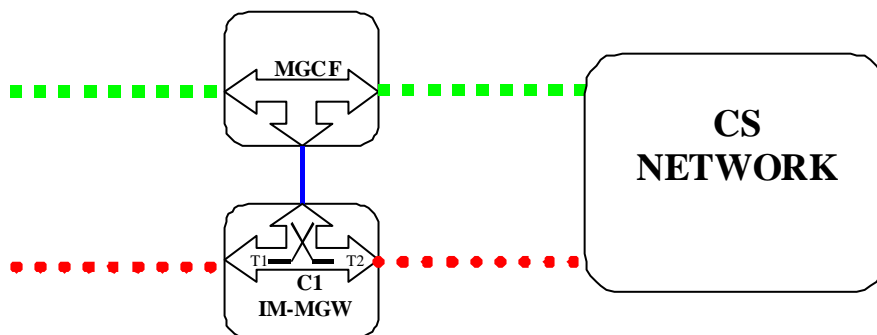 MGCF
CS
NETWORK
T1
T2
C1
IM-MGW